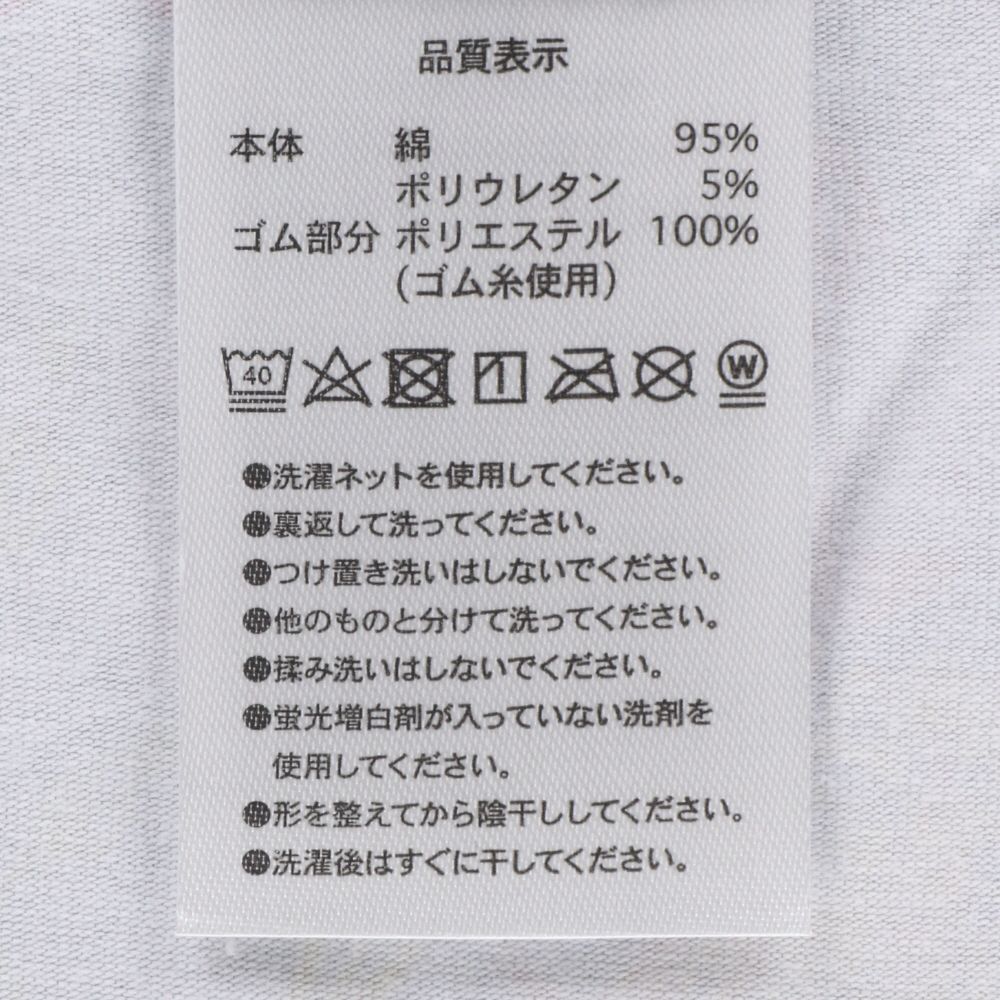 品質表示
本体 綿 95%
ポリウレタン 5%
ゴム部分 ポリエステル 100%
(ゴム糸使用)
40 W
●洗濯ネットを使用してください。
●裏返して洗ってください。
●つけ置き洗いはしないでください。
●他のものと分けて洗ってください。
●揉み洗いはしないでください。
●蛍光増白剤が入っていない洗剤を
使用してください。
●形を整えてから陰干ししてください。
●洗濯後はすぐに干してください。